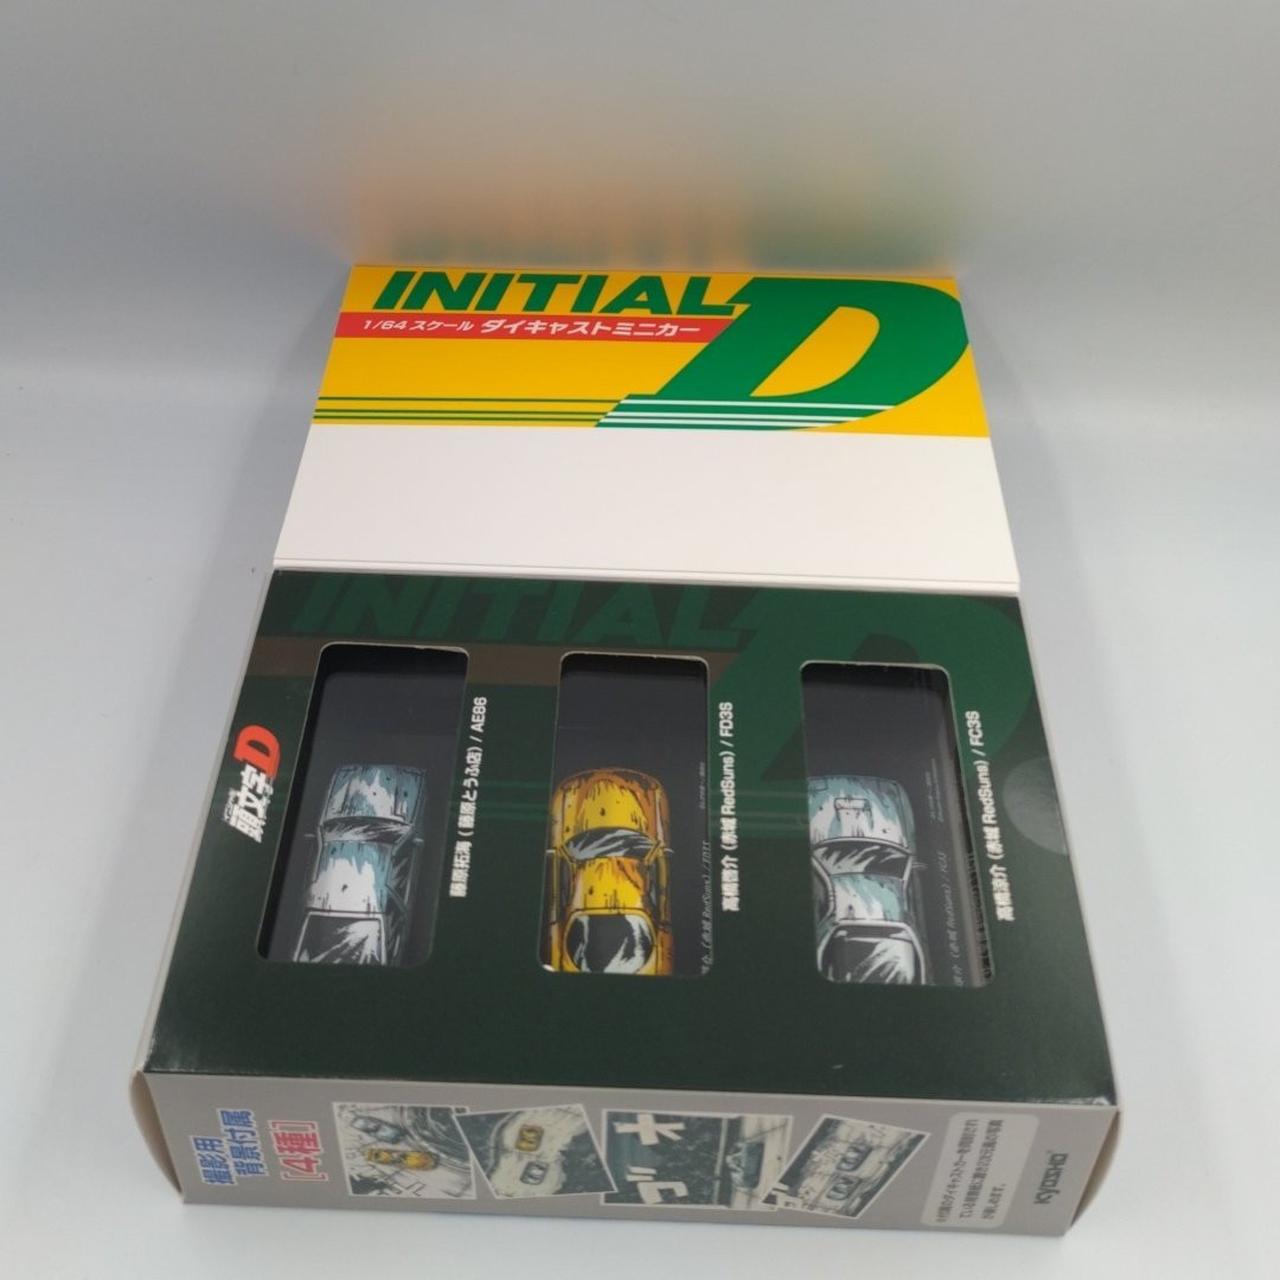 INITIAL D
1/64スケール ダイキャストミニカー
INITIAL D
頭文字D
藤原拓海（藤原とうふ店）/ AE86
高橋啓介（赤城 RedSuns）/ FD3S
高橋涼介（赤城 RedSuns）/ FC3S
撮影用
背景付属
[4種]
KYOSHO